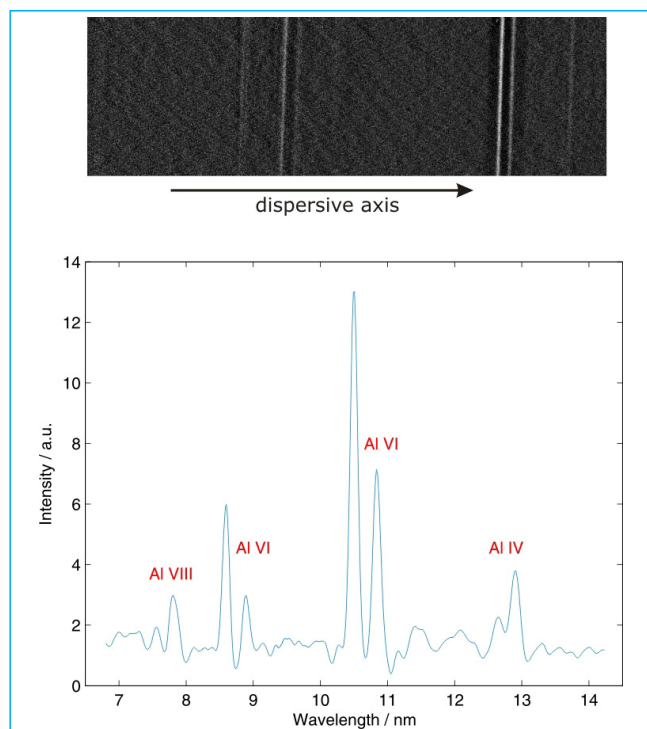 dispersive axis
14
12
10
8
6
4
2
0
Intensity / a.u.
Al VI
Al VIII
Al VI
Al IV
7
8
9
10
11
12
13
14
Wavelength / nm